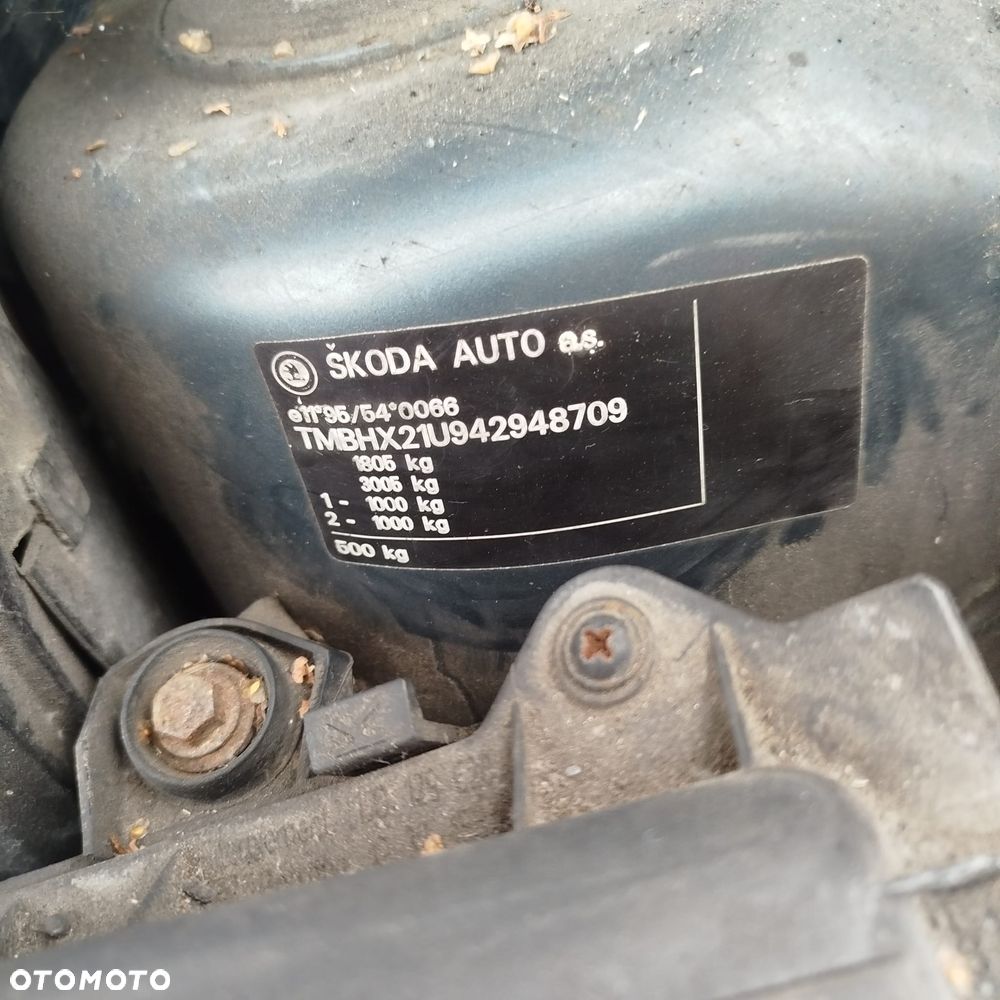 ŠKODA AUTO a.s.
e11*95/54*0066
TMBHX21U942948709
1805 kg
3005 kg
1 - 1000 kg
2 - 1000 kg
500 kg
OTOMOTO